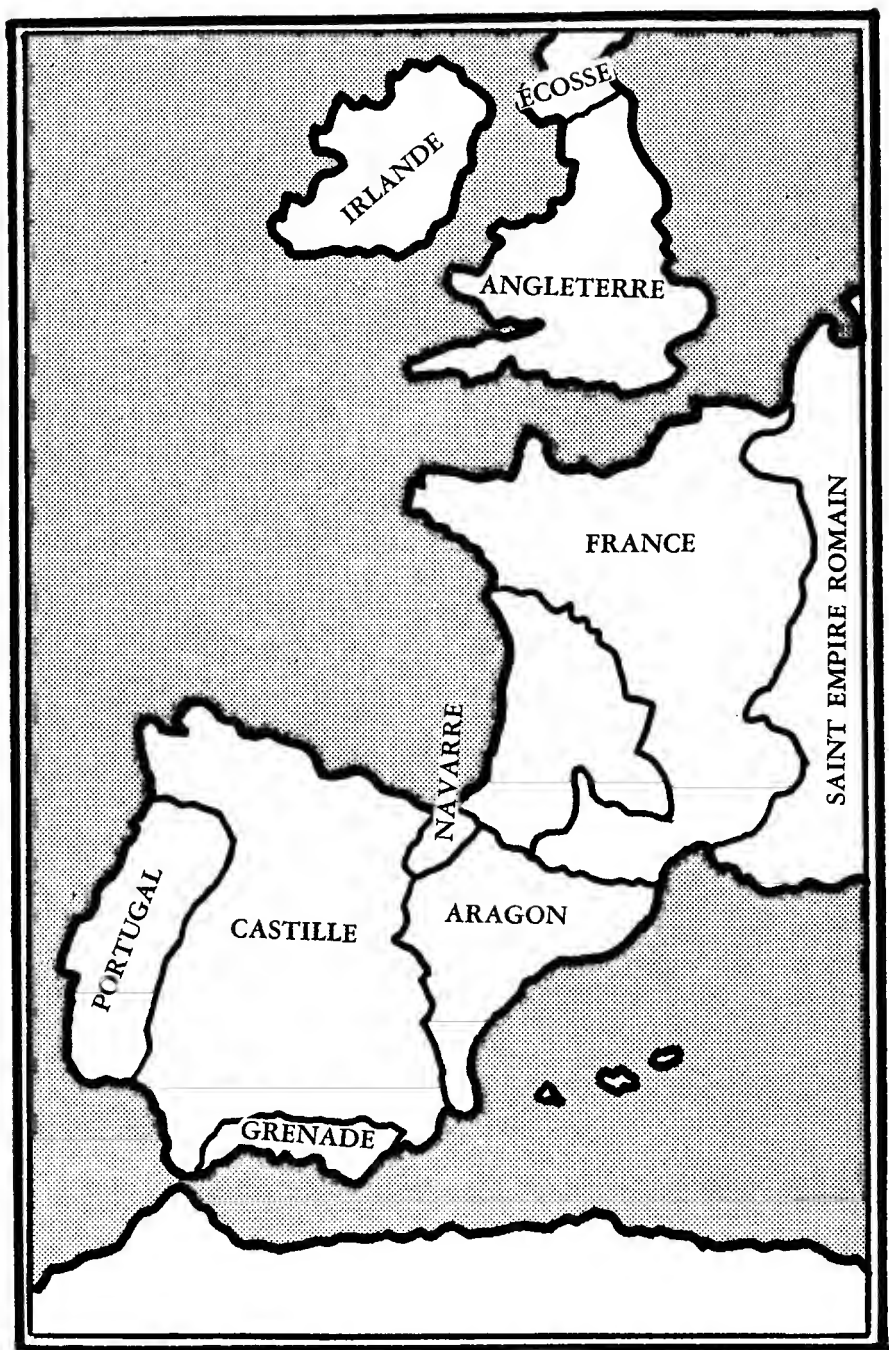 ÉCOSSE
IRLANDE
ANGLETERRE
FRANCE
SAINT EMPIRE ROMAIN
NAVARRE
PORTUGAL
CASTILLE
ARAGON
GRENADE